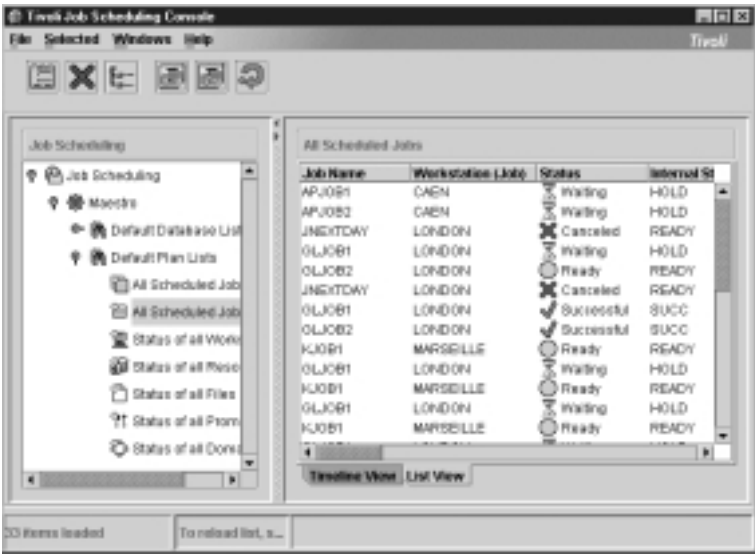 Tivoli Job Scheduling Console
File Selected Windows Help
Tivoli
Job Scheduling
Job Scheduling
Maestro
Default Database List
Default Plan Lists
All Scheduled Job
All Scheduled Job
Status of all Works
Status of all Reso
Status of all Files
Status of all Prom
Status of all Doma
All Scheduled Jobs
Job Name Workstation (Job) Status Internal St
APJOB1 CAEN Waiting HOLD
APJOB2 CAEN Waiting HOLD
JNEXTDAY LONDON Canceled READY
GLJOB1 LONDON Waiting HOLD
GLJOB2 LONDON Ready READY
JNEXTDAY LONDON Canceled READY
GLJOB1 LONDON Successful SUCC
GLJOB2 LONDON Successful SUCC
KJOB1 MARSEILLE Ready READY
GLJOB1 LONDON Waiting HOLD
KJOB1 MARSEILLE Ready READY
GLJOB1 LONDON Waiting HOLD
KJOB1 MARSEILLE Ready READY
Timeline View List View
33 items loaded
To reload list, s...